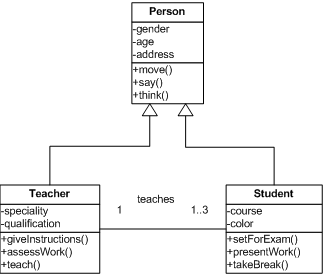 Person
-gender
-age
-address
+move()
+say()
+think()
Teacher
-speciality
-qualification
+giveInstructions()
+assessWork()
+teach()
teaches
1
1..3
Student
-course
-color
+setForExam()
+presentWork()
+takeBreak()